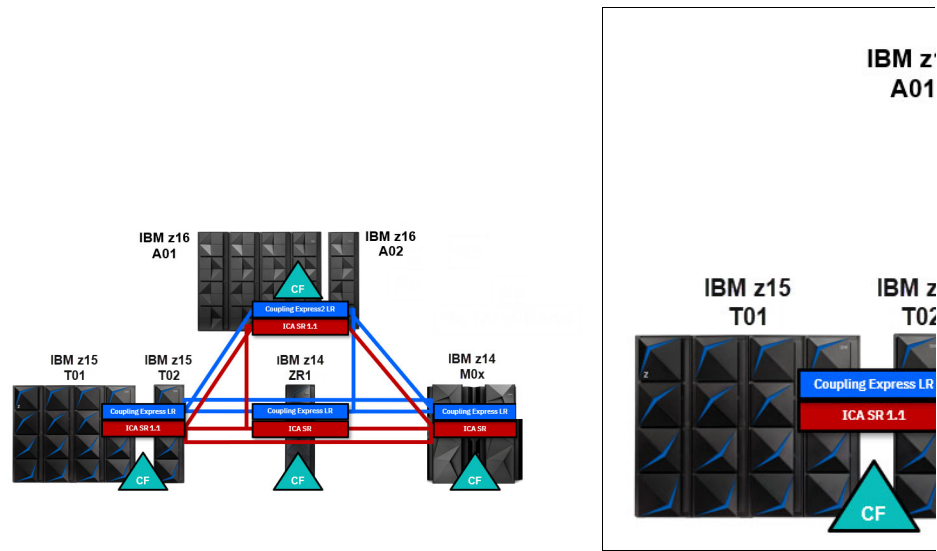 IBM z16
A01
IBM z16
A02
CF
Coupling Express2 LR
ICA SR 1.1
IBM z15
T01
IBM z15
T02
IBM z14
ZR1
IBM z14
M0x
Coupling Express LR
ICA SR 1.1
Coupling Express LR
ICA SR
Coupling Express LR
ICA SR
CF
CF
CF
IBM z1
A01
IBM z15
T01
IBM z
T02
z
Coupling Express LR
ICA SR 1.1
CF